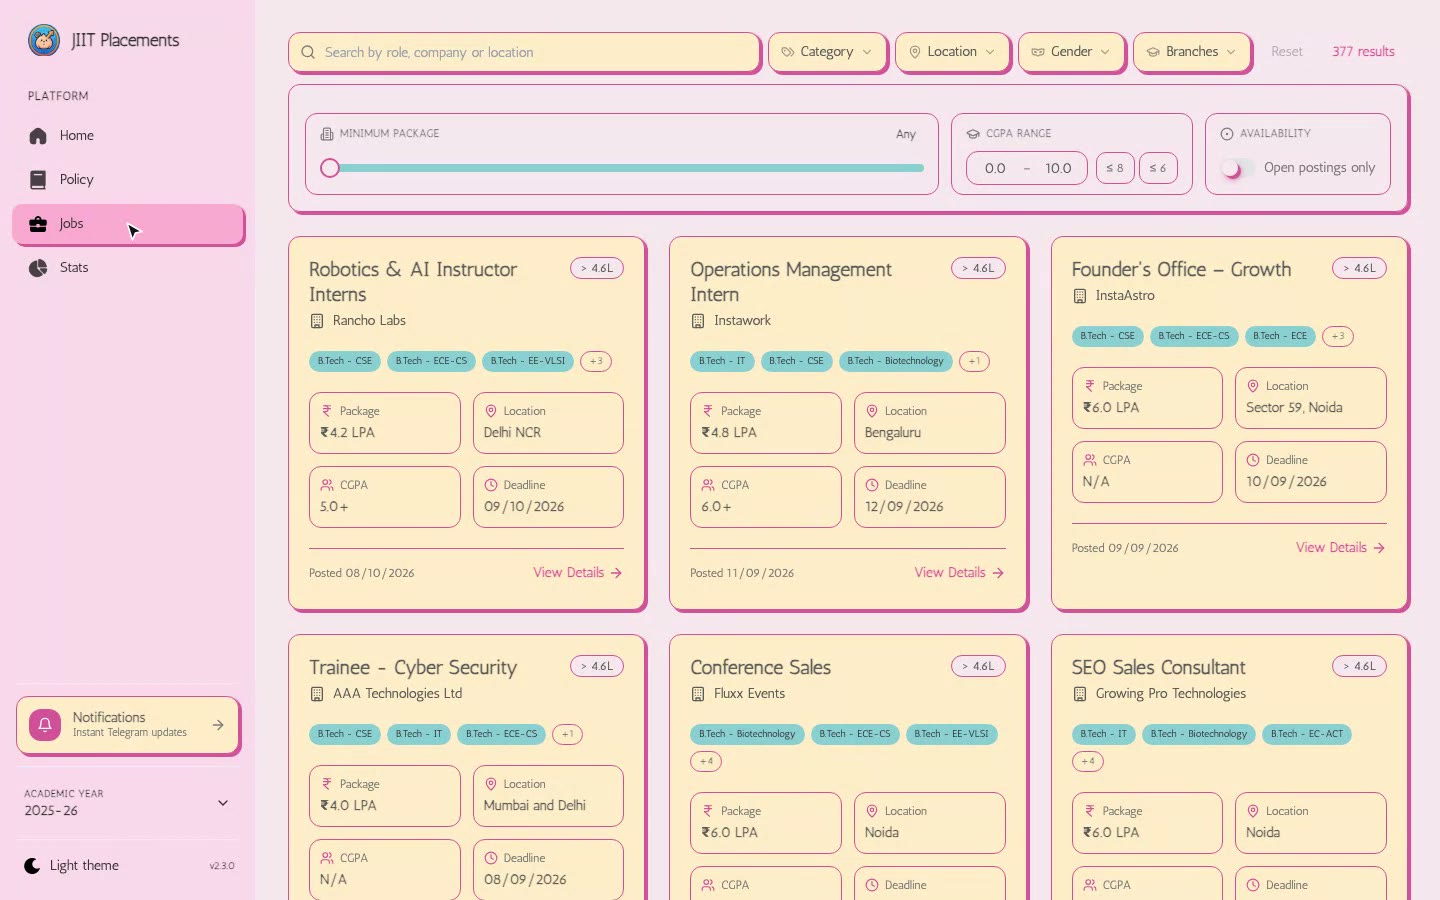 JIIT Placements
PLATFORM
Home
Policy
Jobs
Stats
Notifications
Instant Telegram updates
ACADEMIC YEAR
2025-26
Light theme
v2.3.0
Search by role, company or location
Category
Location
Gender
Branches
Reset
377 results
MINIMUM PACKAGE
Any
CGPA RANGE
0.0 – 10.0
≤ 8
≤ 6
AVAILABILITY
Open postings only
Robotics & AI Instructor
Interns
> 4.6L
Rancho Labs
B.Tech - CSE
B.Tech - ECE-CS
B.Tech - EE-VLSI
+3
Package
₹4.2 LPA
Location
Delhi NCR
CGPA
5.0+
Deadline
09/10/2026
Posted 08/10/2026
View Details
Operations Management
Intern
> 4.6L
Instawork
B.Tech - IT
B.Tech - CSE
B.Tech - Biotechnology
+1
Package
₹4.8 LPA
Location
Bengaluru
CGPA
6.0+
Deadline
12/09/2026
Posted 11/09/2026
View Details
Founder's Office – Growth
> 4.6L
InstaAstro
B.Tech - CSE
B.Tech - ECE-CS
B.Tech - ECE
+3
Package
₹6.0 LPA
Location
Sector 59, Noida
CGPA
N/A
Deadline
10/09/2026
Posted 09/09/2026
View Details
Trainee - Cyber Security
> 4.6L
AAA Technologies Ltd
B.Tech - CSE
B.Tech - IT
B.Tech - ECE-CS
+1
Package
₹4.0 LPA
Location
Mumbai and Delhi
CGPA
N/A
Deadline
08/09/2026
Conference Sales
> 4.6L
Fluxx Events
B.Tech - Biotechnology
B.Tech - ECE-CS
B.Tech - EE-VLSI
+4
Package
₹6.0 LPA
Location
Noida
CGPA
Deadline
SEO Sales Consultant
> 4.6L
Growing Pro Technologies
B.Tech - IT
B.Tech - Biotechnology
B.Tech - EC-ACT
+4
Package
₹6.0 LPA
Location
Noida
CGPA
Deadline